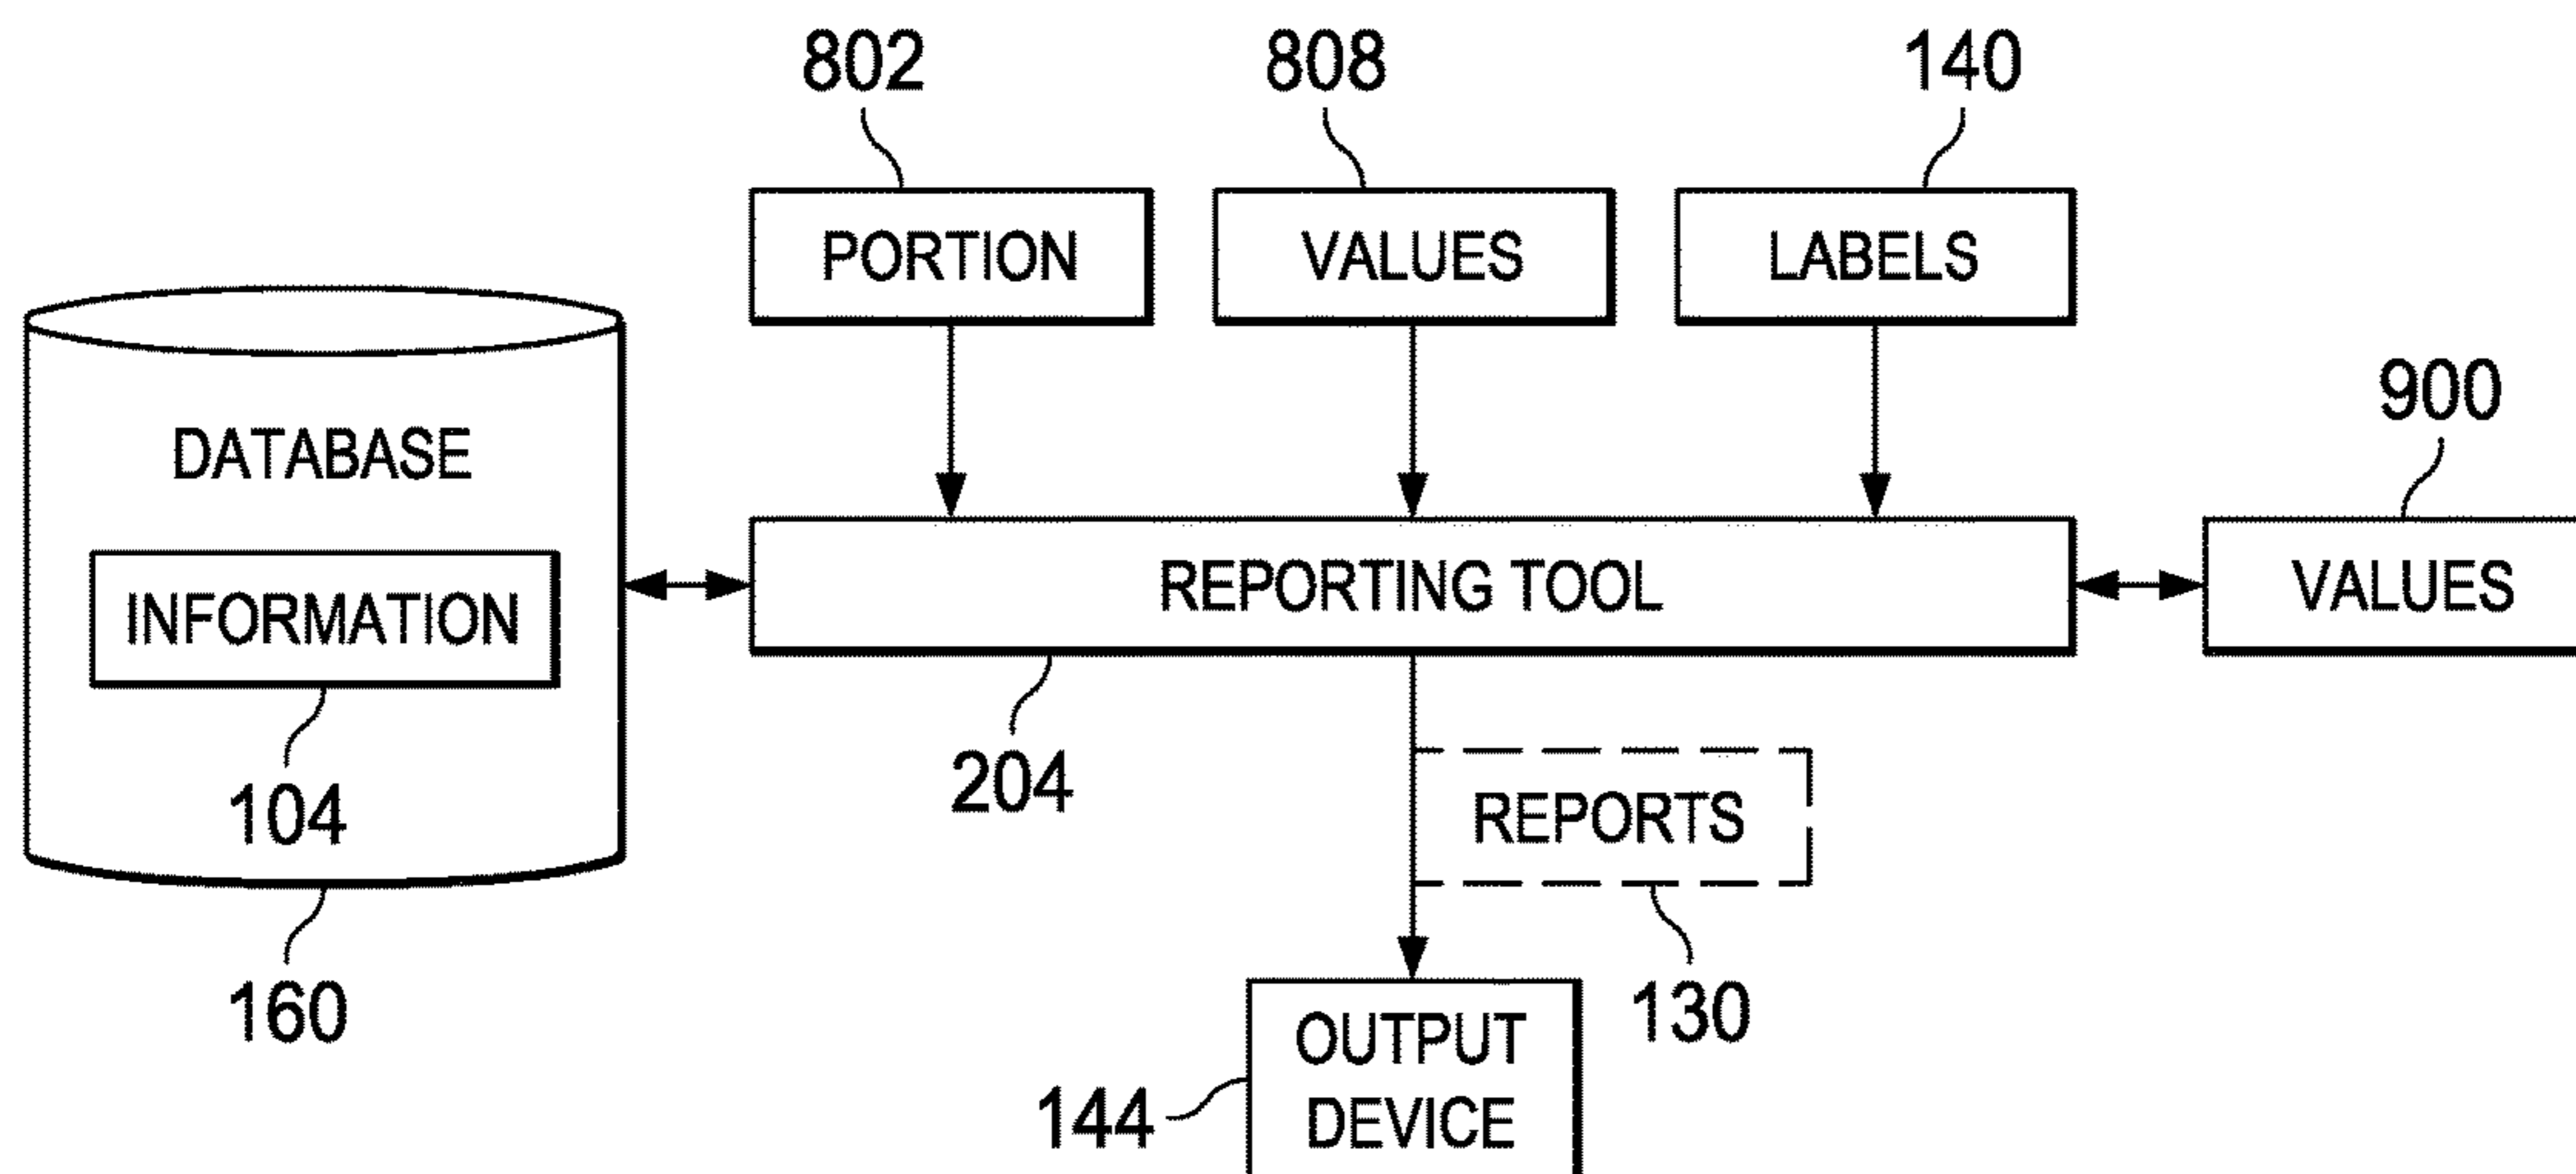 802
808
140
PORTION
VALUES
LABELS
900
DATABASE
INFORMATION
REPORTING TOOL
VALUES
104
204
REPORTS
160
130
OUTPUT
DEVICE
144